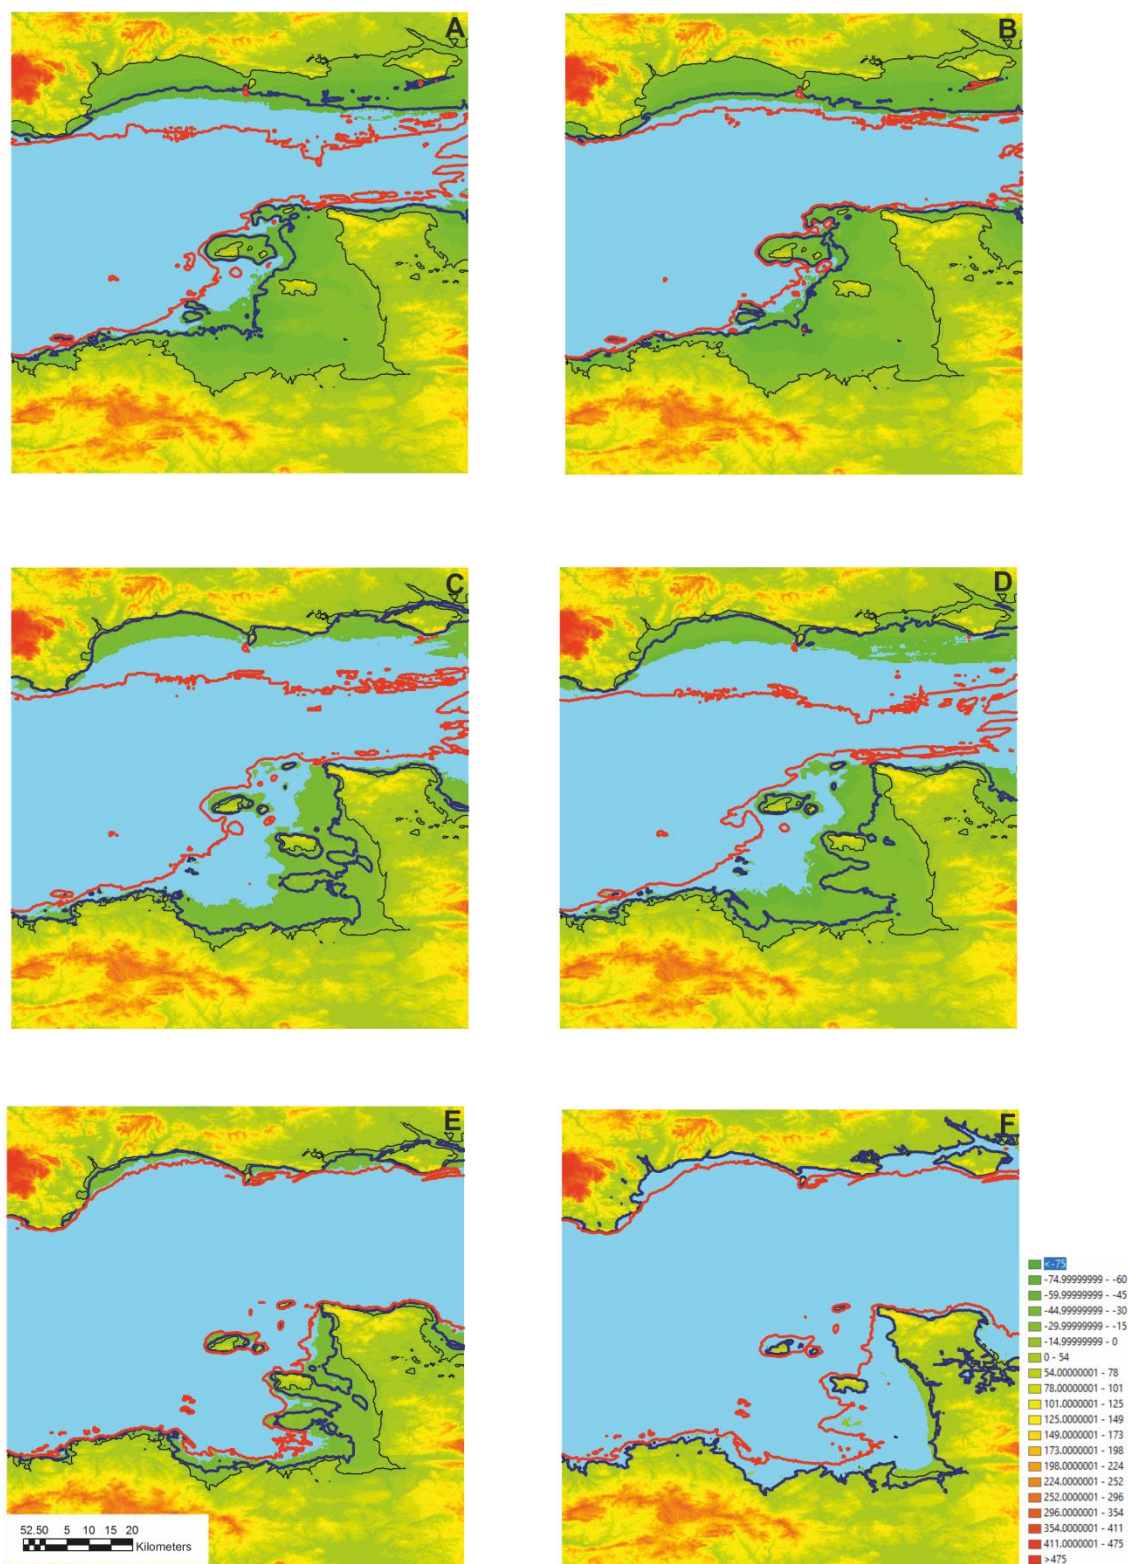 A
B
C
D
E
F
<-75
-74.99999999 - -60
-59.99999999 - -45
-44.99999999 - -30
-29.99999999 - -15
-14.99999999 - 0
0 - 54
54.00000001 - 78
78.00000001 - 101
101.0000001 - 125
125.0000001 - 149
149.0000001 - 173
173.0000001 - 198
198.0000001 - 224
224.0000001 - 252
252.0000001 - 296
296.0000001 - 354
354.0000001 - 411
411.0000001 - 475
>475
52.50 5 10 15 20
Kilometers